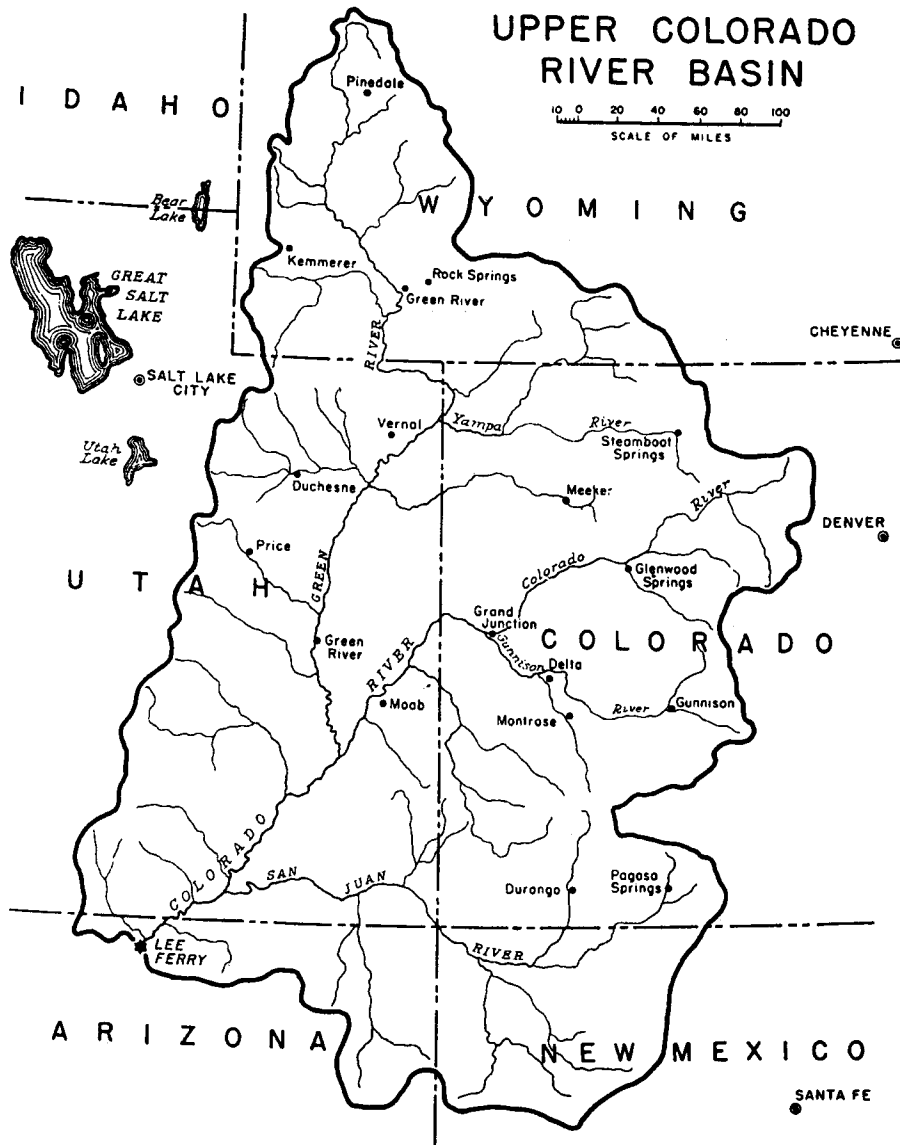 UPPER COLORADO
RIVER BASIN
10 0 20 40 60 80 100
SCALE OF MILES
IDAHO
Pinedale
Bear
Lake
WYOMING
Kemmerer
Rock Springs
Green River
GREAT
SALT
LAKE
CHEYENNE
RIVER
SALT LAKE
CITY
Vernal
Yampa
River
Steamboat
Springs
Utah
Lake
Duchesne
Meeker
River
DENVER
Price
GREEN
Colorado
Glenwood
Springs
UTAH
Grand
Junction
Green
River
RIVER
Gunnison
COLORADO
Delta
Moab
Montrose
River
Gunnison
COLORADO
SAN
JUAN
Durango
Pagosa
Springs
LEE
FERRY
RIVER
ARIZONA
NEW MEXICO
SANTA FE